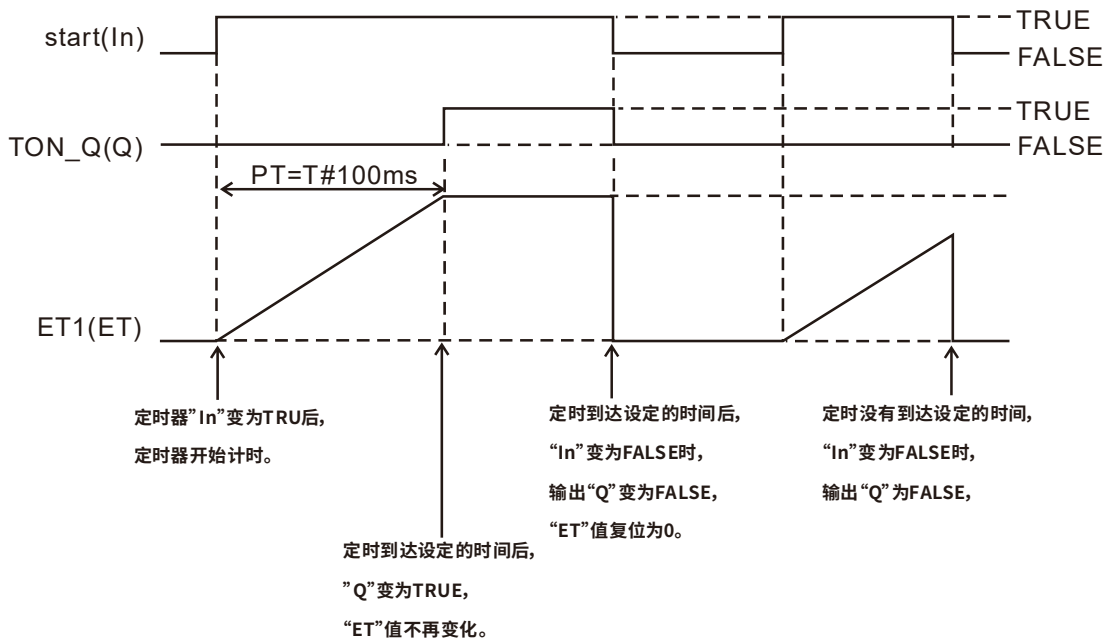 start(In)
TRUE
FALSE
TON_Q(Q)
TRUE
FALSE
PT=T#100ms
ET1(ET)
定时器”In”变为TRU后，
定时器开始计时。
定时到达设定的时间后，
”Q”变为TRUE，
“ET”值不再变化。
定时到达设定的时间后，
“In”变为FALSE时，
输出“Q”变为FALSE，
“ET”值复位为0。
定时没有到达设定的时间，
“In”变为FALSE时，
输出“Q”为FALSE，